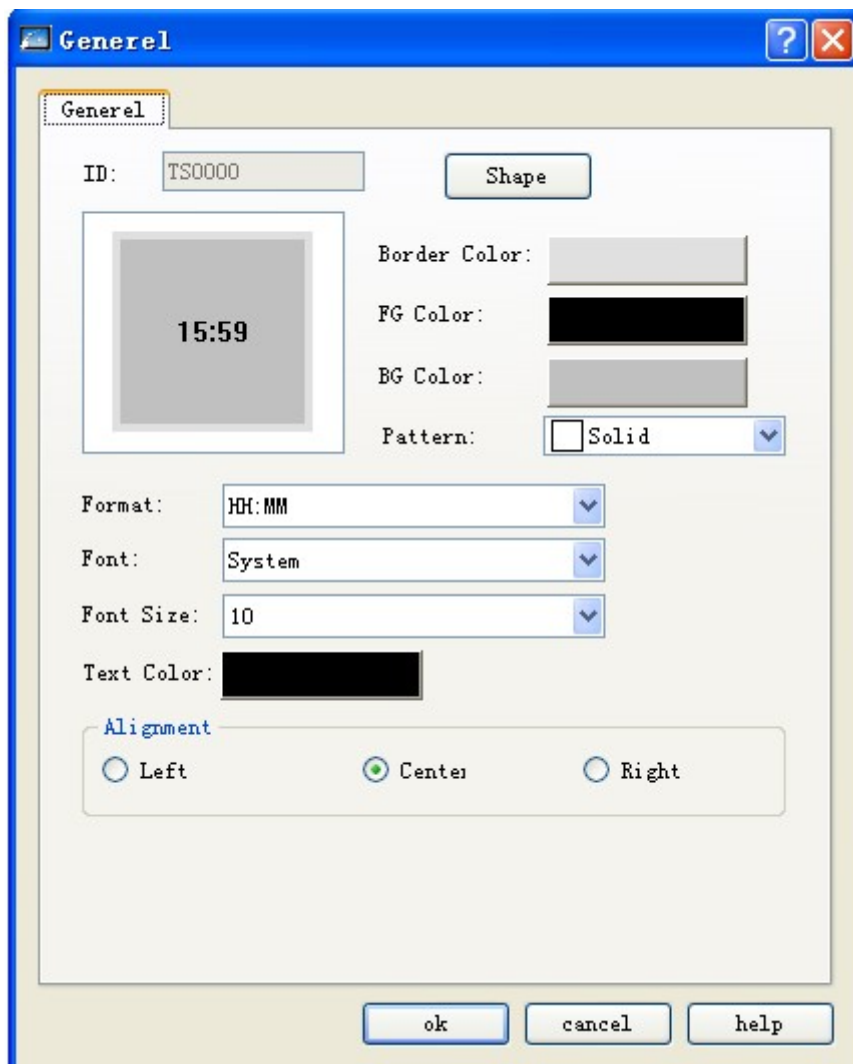 Generel
Generel
ID: TS0000 Shape
Border Color:
15:59
FG Color:
BG Color:
Pattern: Solid
Format: HH:MM
Font: System
Font Size: 10
Text Color:
Alignment
Left Center Right
ok cancel help